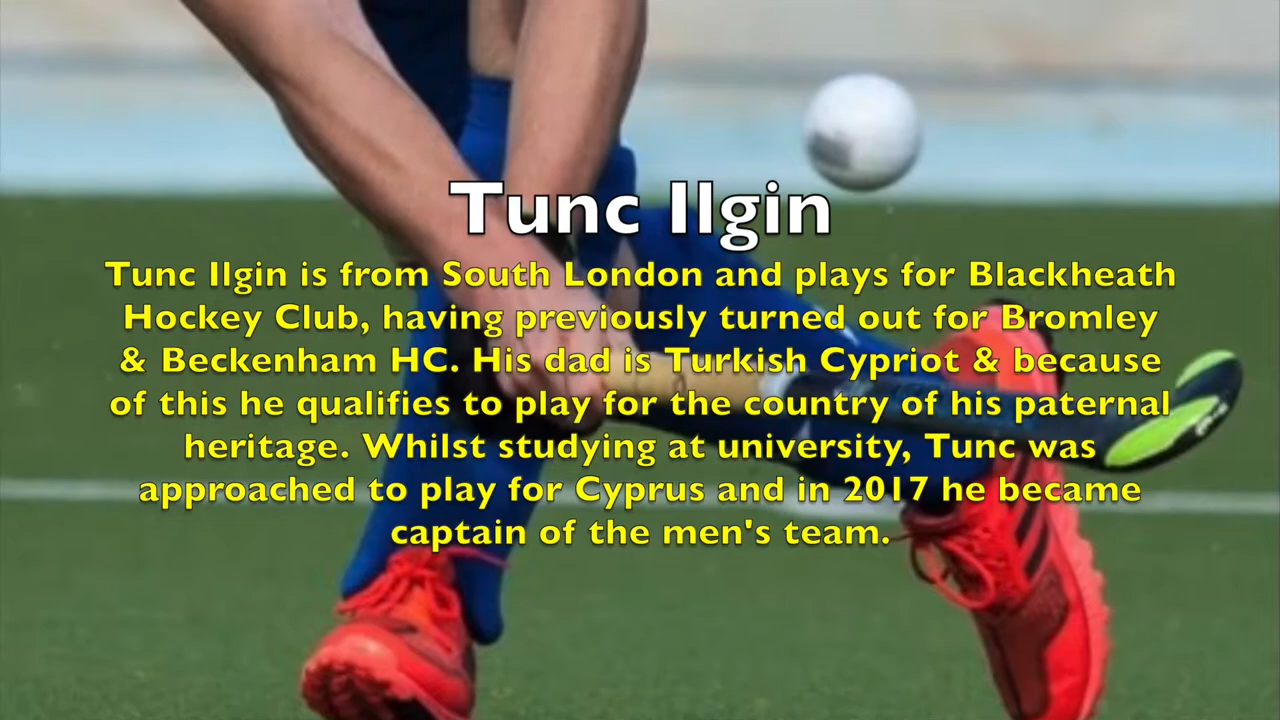 Tunc Ilgin
Tunc Ilgin is from South London and plays for Blackheath
Hockey Club, having previously turned out for Bromley
& Beckenham HC. His dad is Turkish Cypriot & because
of this he qualifies to play for the country of his paternal
heritage. Whilst studying at university, Tunc was
approached to play for Cyprus and in 2017 he became
captain of the men's team.